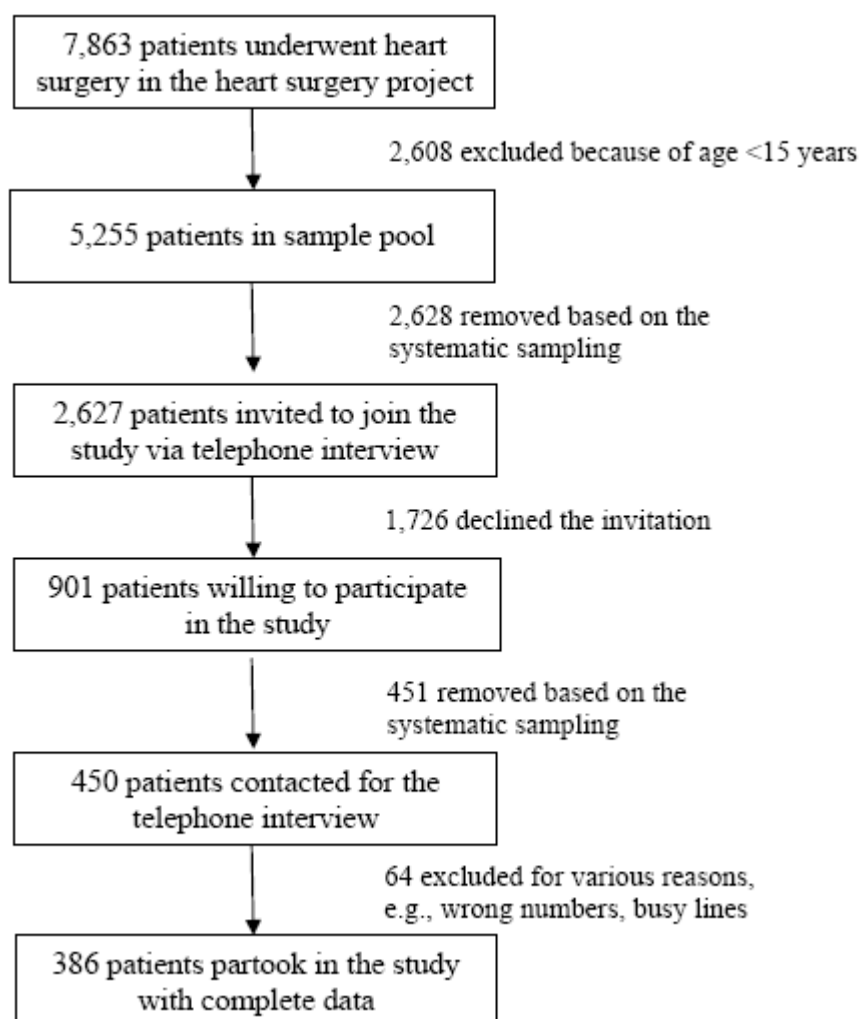 7,863 patients underwent heart
surgery in the heart surgery project
2,608 excluded because of age <15 years
5,255 patients in sample pool
2,628 removed based on the
systematic sampling
2,627 patients invited to join the
study via telephone interview
1,726 declined the invitation
901 patients willing to participate
in the study
451 removed based on the
systematic sampling
450 patients contacted for the
telephone interview
64 excluded for various reasons,
e.g., wrong numbers, busy lines
386 patients partook in the study
with complete data